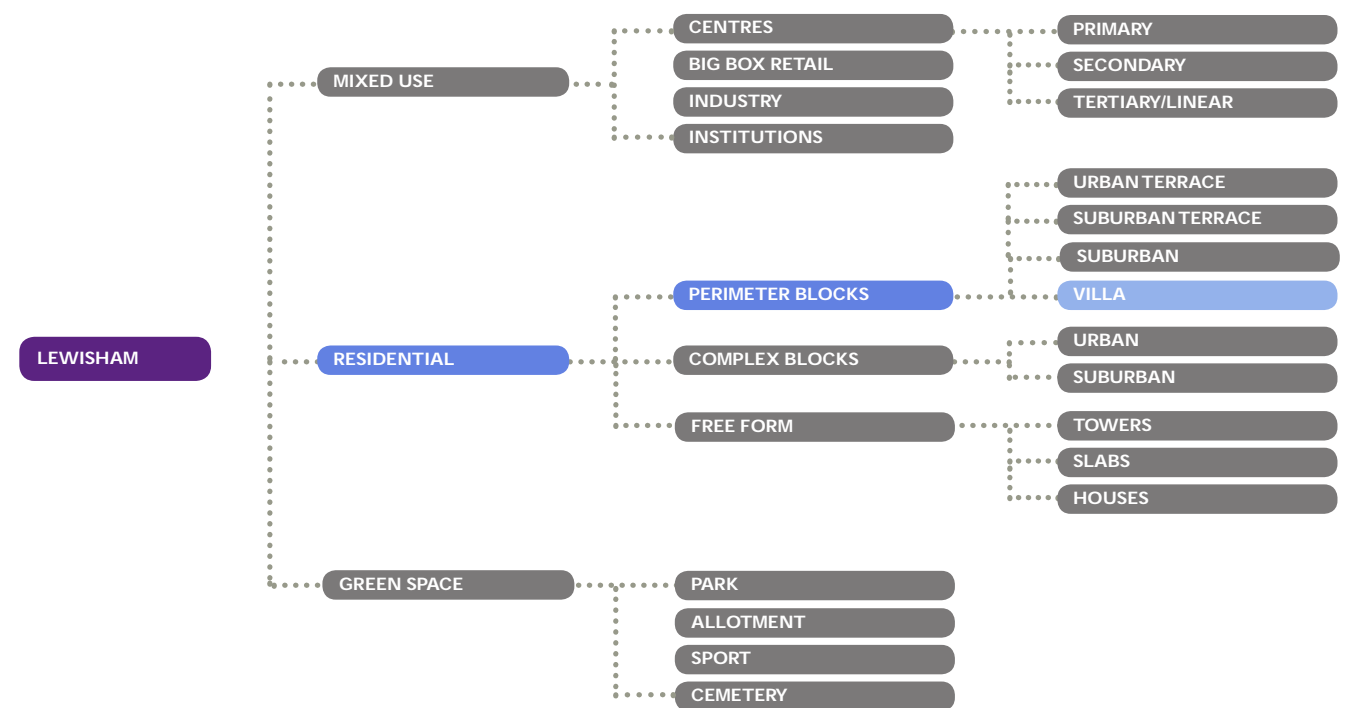 LEWISHAM
MIXED USE
CENTRES
PRIMARY
SECONDARY
TERTIARY/LINEAR
BIG BOX RETAIL
INDUSTRY
INSTITUTIONS
RESIDENTIAL
PERIMETER BLOCKS
URBAN TERRACE
SUBURBAN TERRACE
SUBURBAN
VILLA
COMPLEX BLOCKS
URBAN
SUBURBAN
FREE FORM
TOWERS
SLABS
HOUSES
GREEN SPACE
PARK
ALLOTMENT
SPORT
CEMETERY